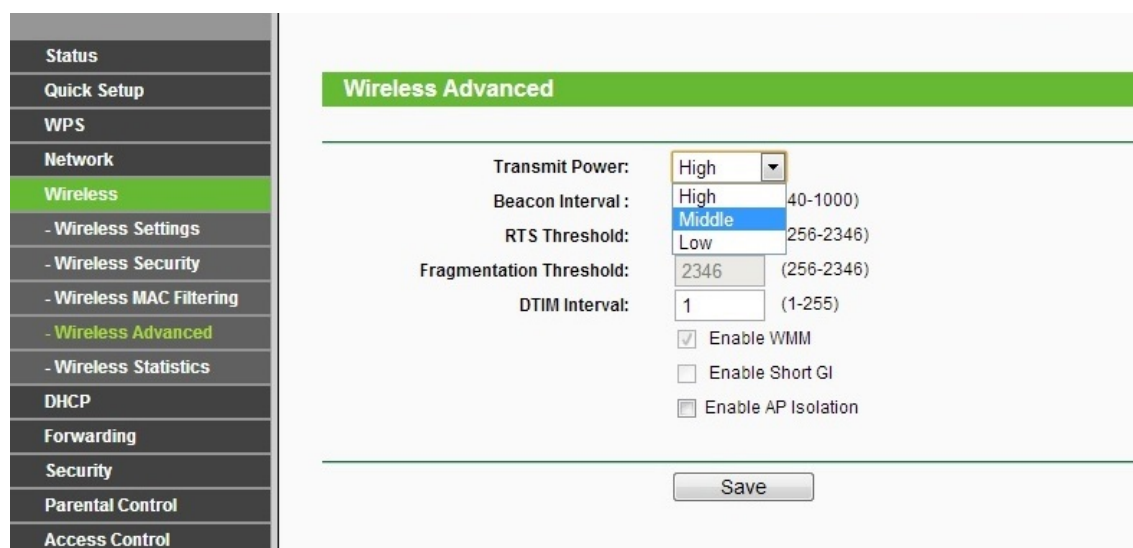 Status
Quick Setup
WPS
Network
Wireless
- Wireless Settings
- Wireless Security
- Wireless MAC Filtering
- Wireless Advanced
- Wireless Statistics
DHCP
Forwarding
Security
Parental Control
Access Control
Wireless Advanced
Transmit Power: High
High
Middle
Low
Beacon Interval : 40-1000)
RTS Threshold: 256-2346)
Fragmentation Threshold: 2346 (256-2346)
DTIM Interval: 1 (1-255)
Enable WMM
Enable Short GI
Enable AP Isolation
Save